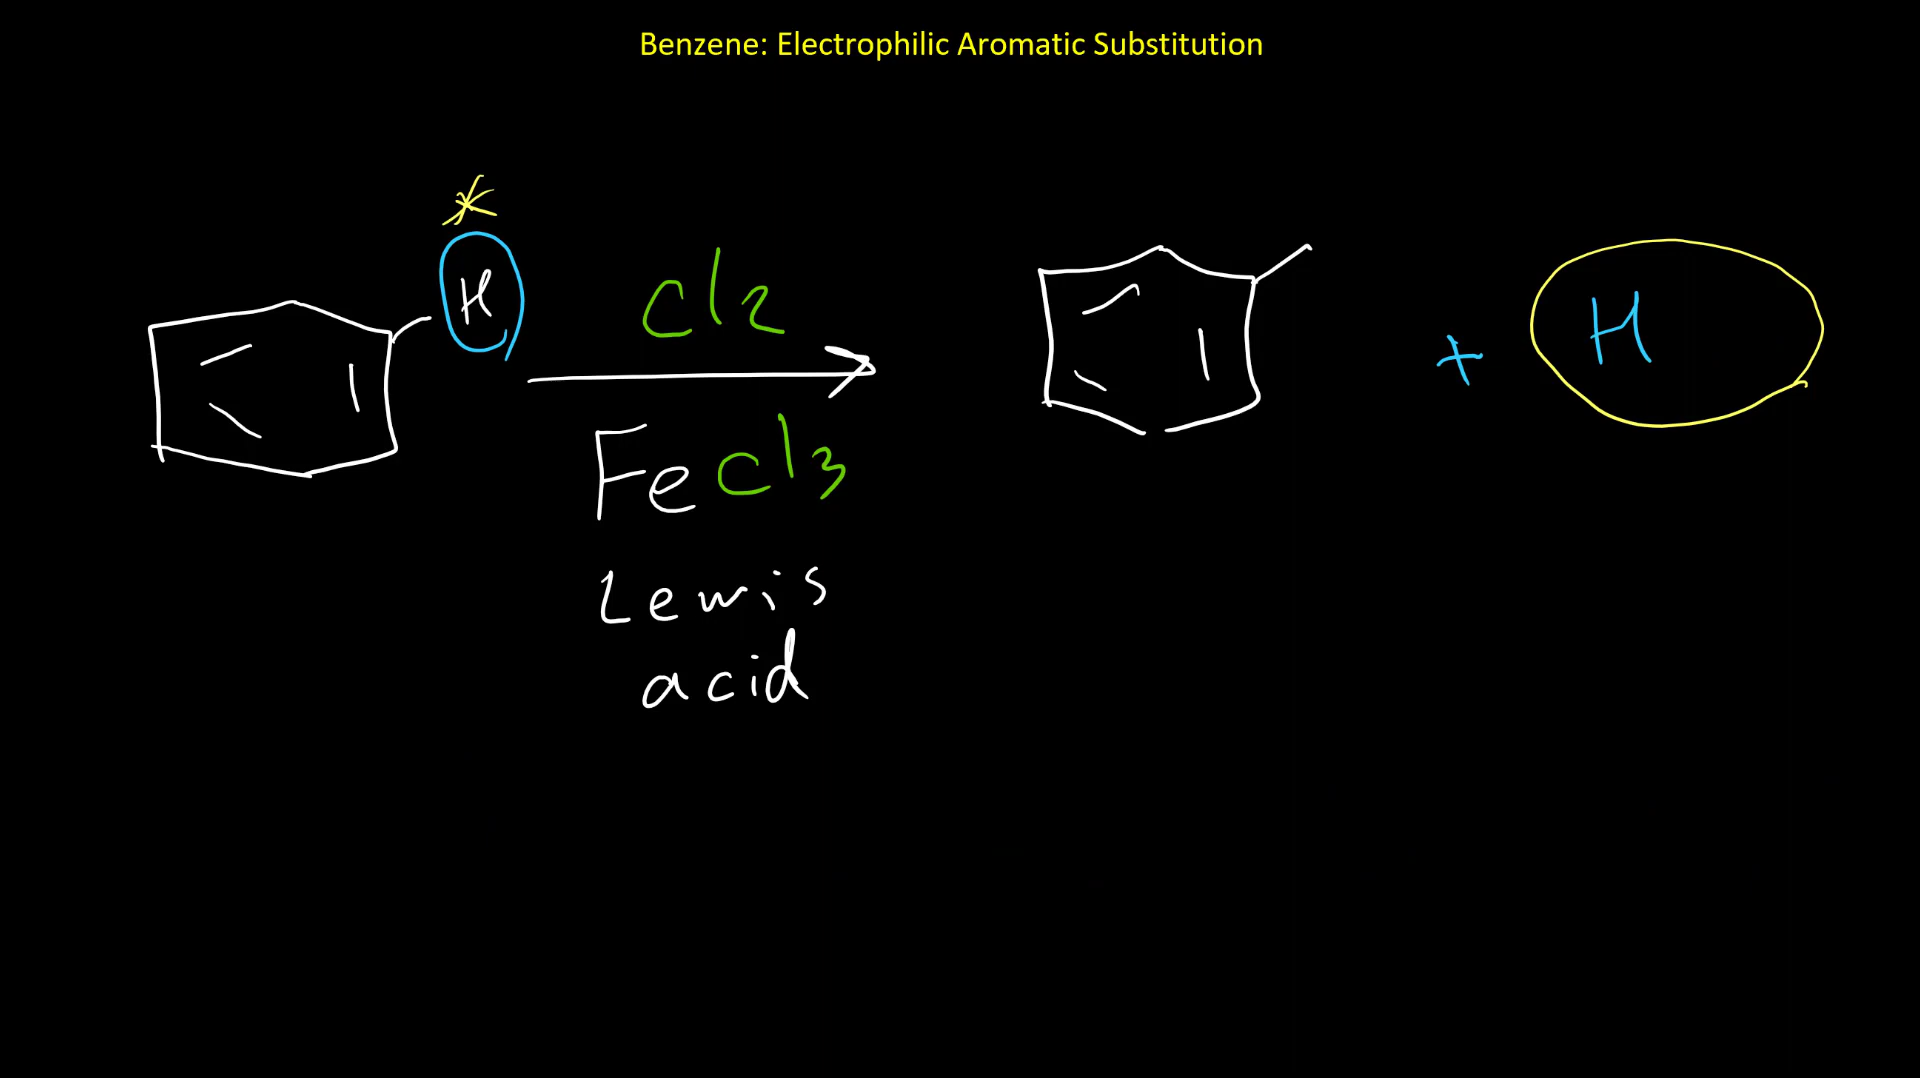 Benzene: Electrophilic Aromatic Substitution
H
Cl2
+ H
FeCl3
Lewis
acid